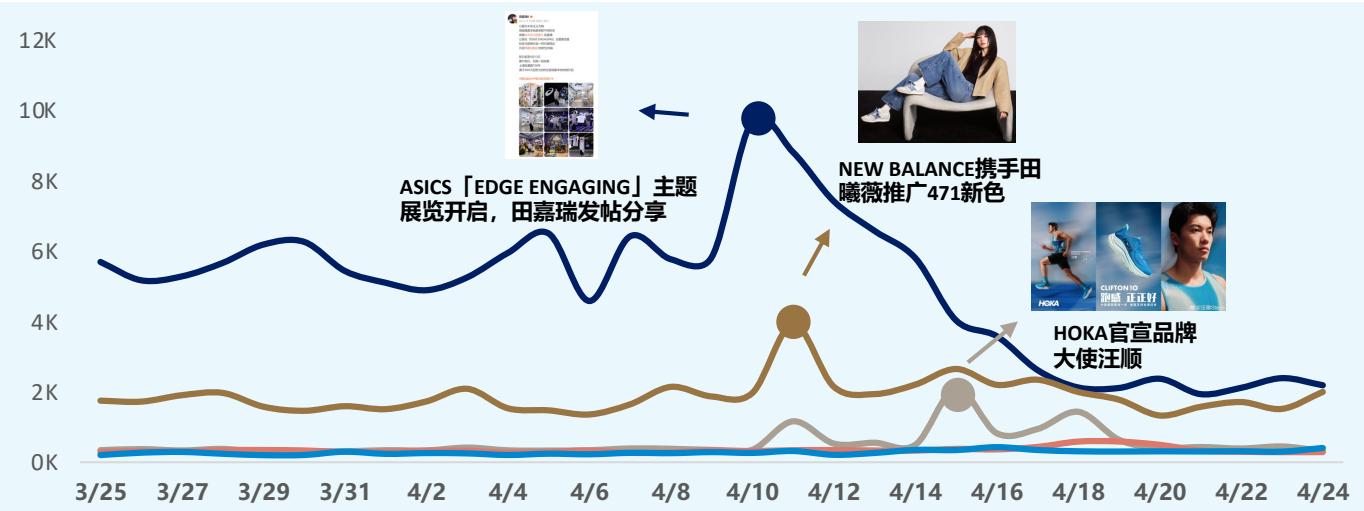 12K
10K
8K
6K
4K
2K
0K
ASICS「EDGE ENGAGING」主题
展览开启，田嘉瑞发帖分享
NEW BALANCE携手田
曦薇推广471新色
CLIFTON 10
跑感 正正好
HOKA
HOKA官宣品牌
大使汪顺
3/25 3/27 3/29 3/31 4/2 4/4 4/6 4/8 4/10 4/12 4/14 4/16 4/18 4/20 4/22 4/24